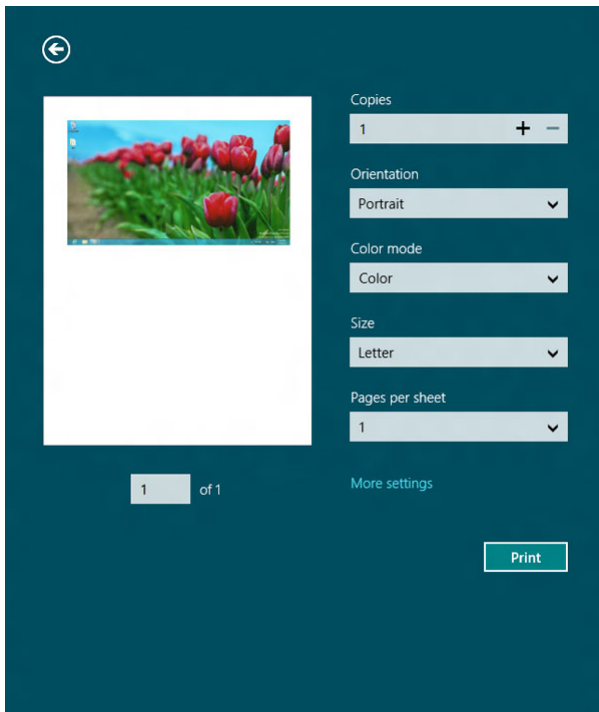 Copies
1
Orientation
Portrait
Color mode
Color
Size
Letter
Pages per sheet
1
1 of 1
More settings
Print